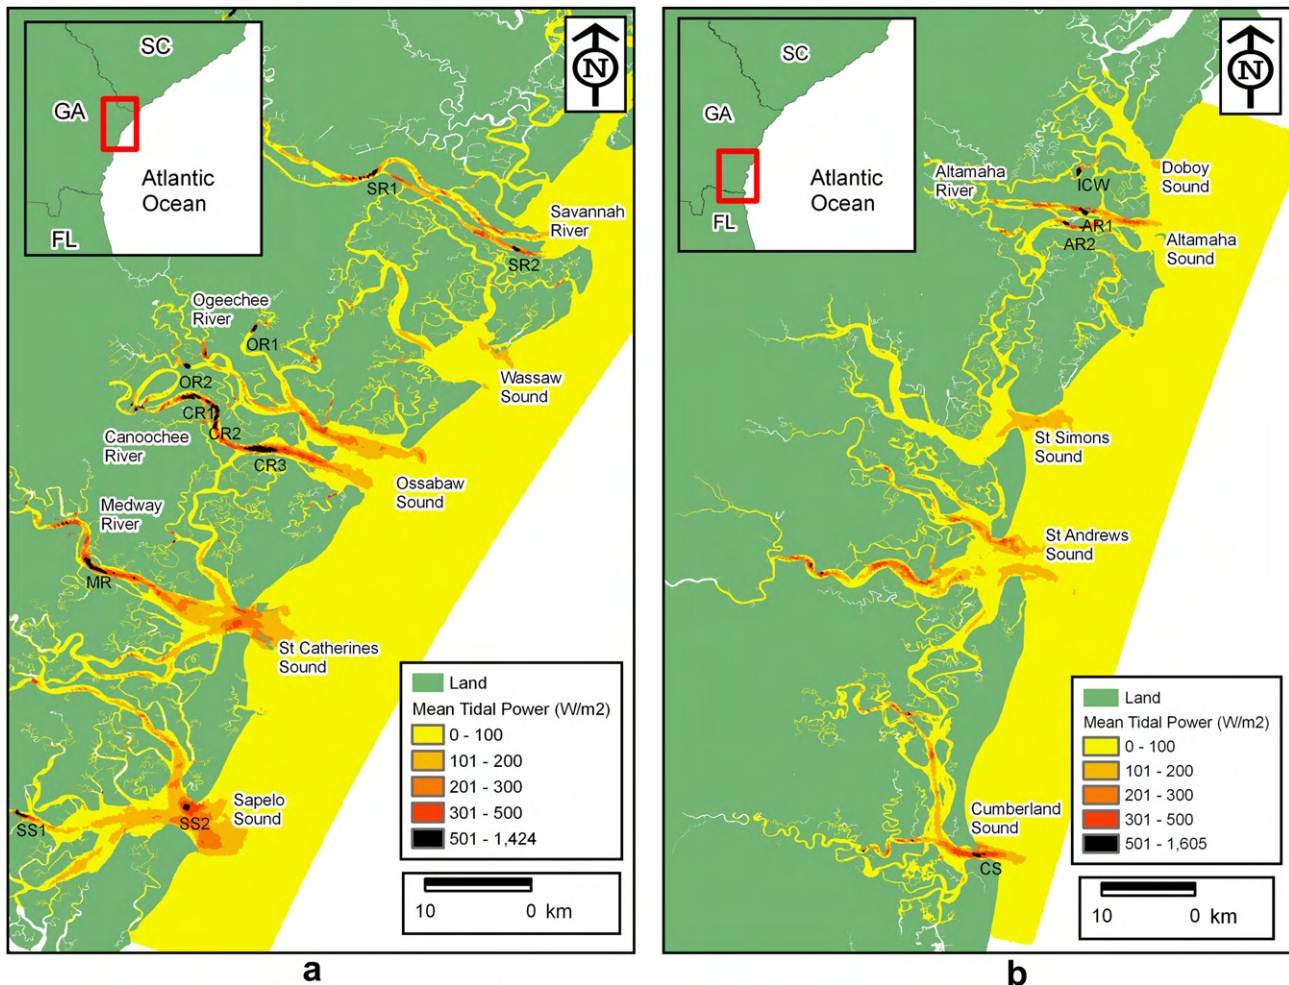 SC
GA
Atlantic
Ocean
FL
N
SR1
Savannah
River
SR2
Ogeechee
River
OR1
OR2
Wassaw
Sound
CR1
CR2
Canoochee
River
CR3
Ossabaw
Sound
Medway
River
MR
St Catherines
Sound
Sapelo
Sound
SS1
SS2
Land
Mean Tidal Power (W/m2)
0 - 100
101 - 200
201 - 300
301 - 500
501 - 1,424
10 0 km
a
SC
GA
Atlantic
Ocean
FL
N
Altamaha
River
ICW
Doboy
Sound
AR1
AR2
Altamaha
Sound
St Simons
Sound
St Andrews
Sound
Cumberland
Sound
CS
Land
Mean Tidal Power (W/m2)
0 - 100
101 - 200
201 - 300
301 - 500
501 - 1,605
10 0 km
b